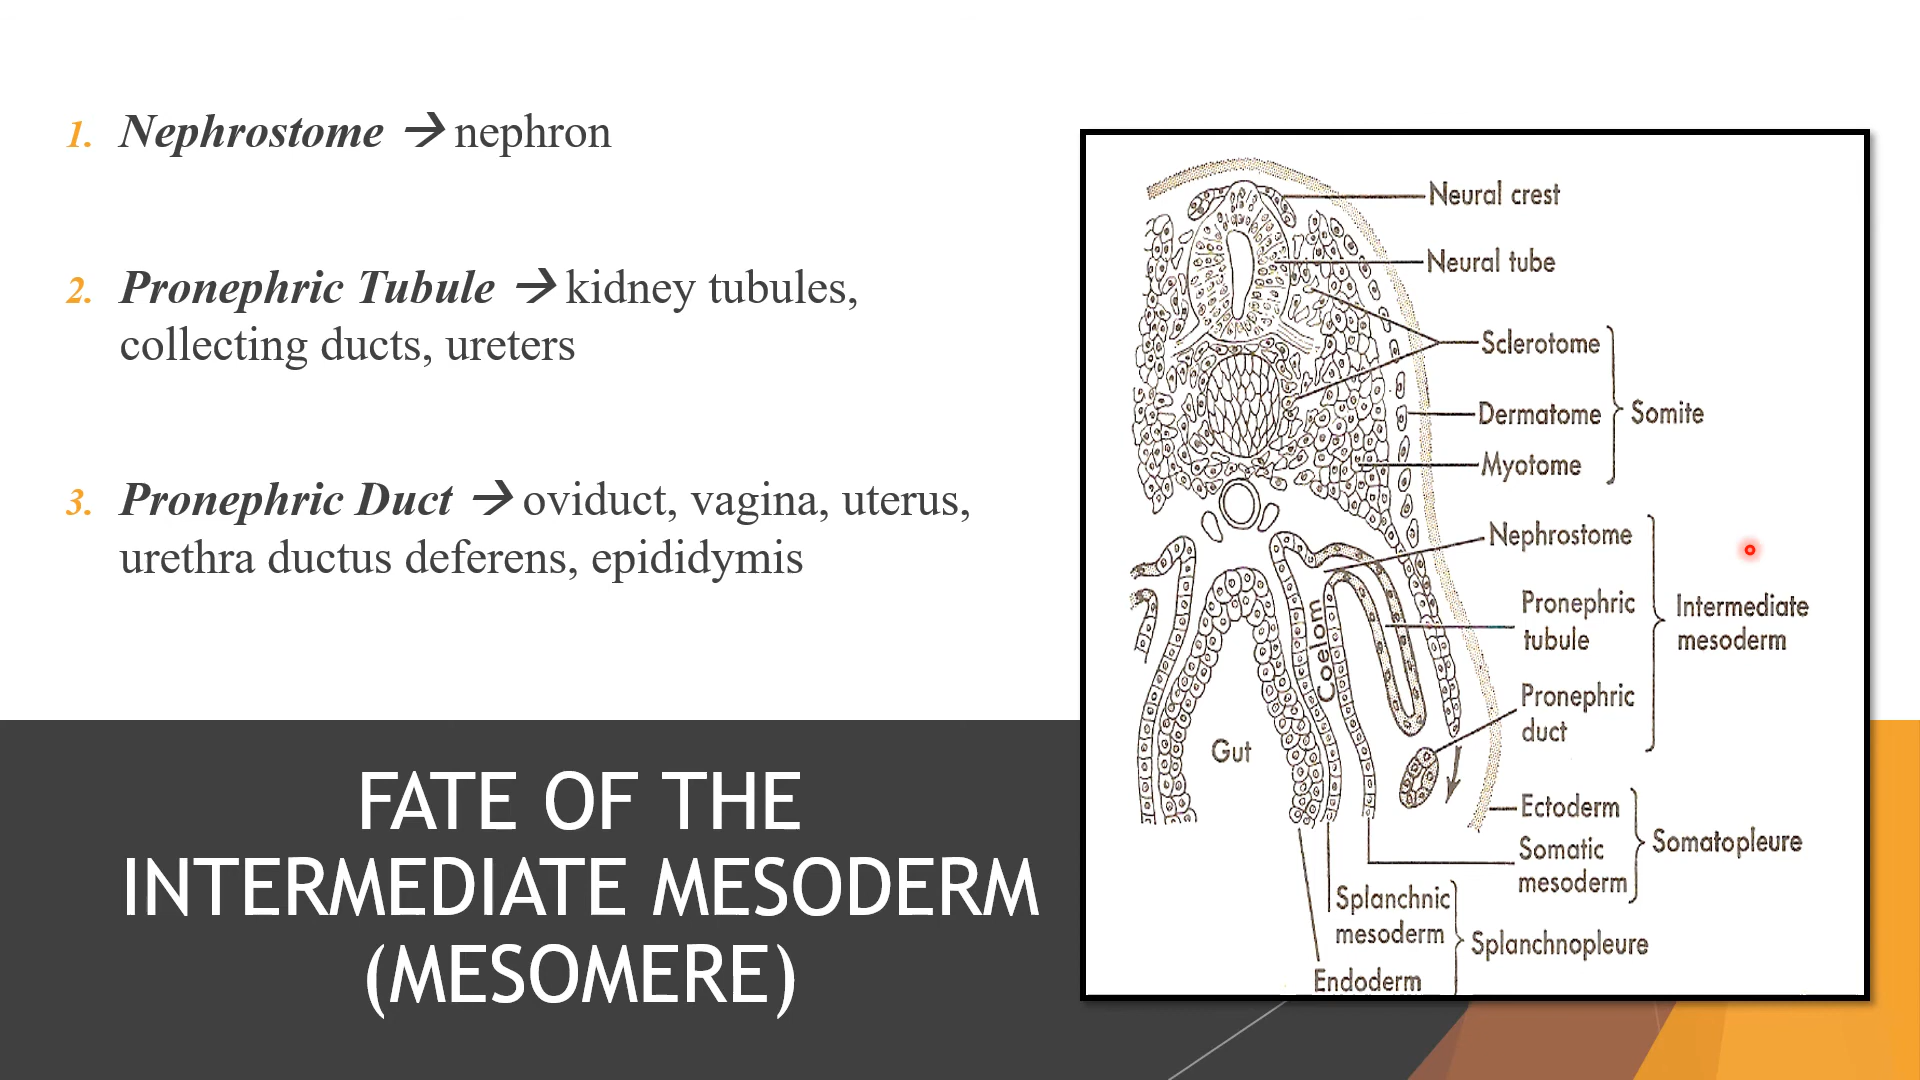 1. Nephrostome → nephron
2. Pronephric Tubule → kidney tubules,
collecting ducts, ureters
3. Pronephric Duct → oviduct, vagina, uterus,
urethra ductus deferens, epididymis
FATE OF THE
INTERMEDIATE MESODERM
(MESOMERE)
Neural crest
Neural tube
Sclerotome
Dermatome
Somite
Myotome
Nephrostome
Pronephric
tubule
Intermediate
mesoderm
Coelom
Pronephric
duct
Gut
Ectoderm
Somatic
mesoderm
Somatopleure
Splanchnic
mesoderm
Splanchnopleure
Endoderm